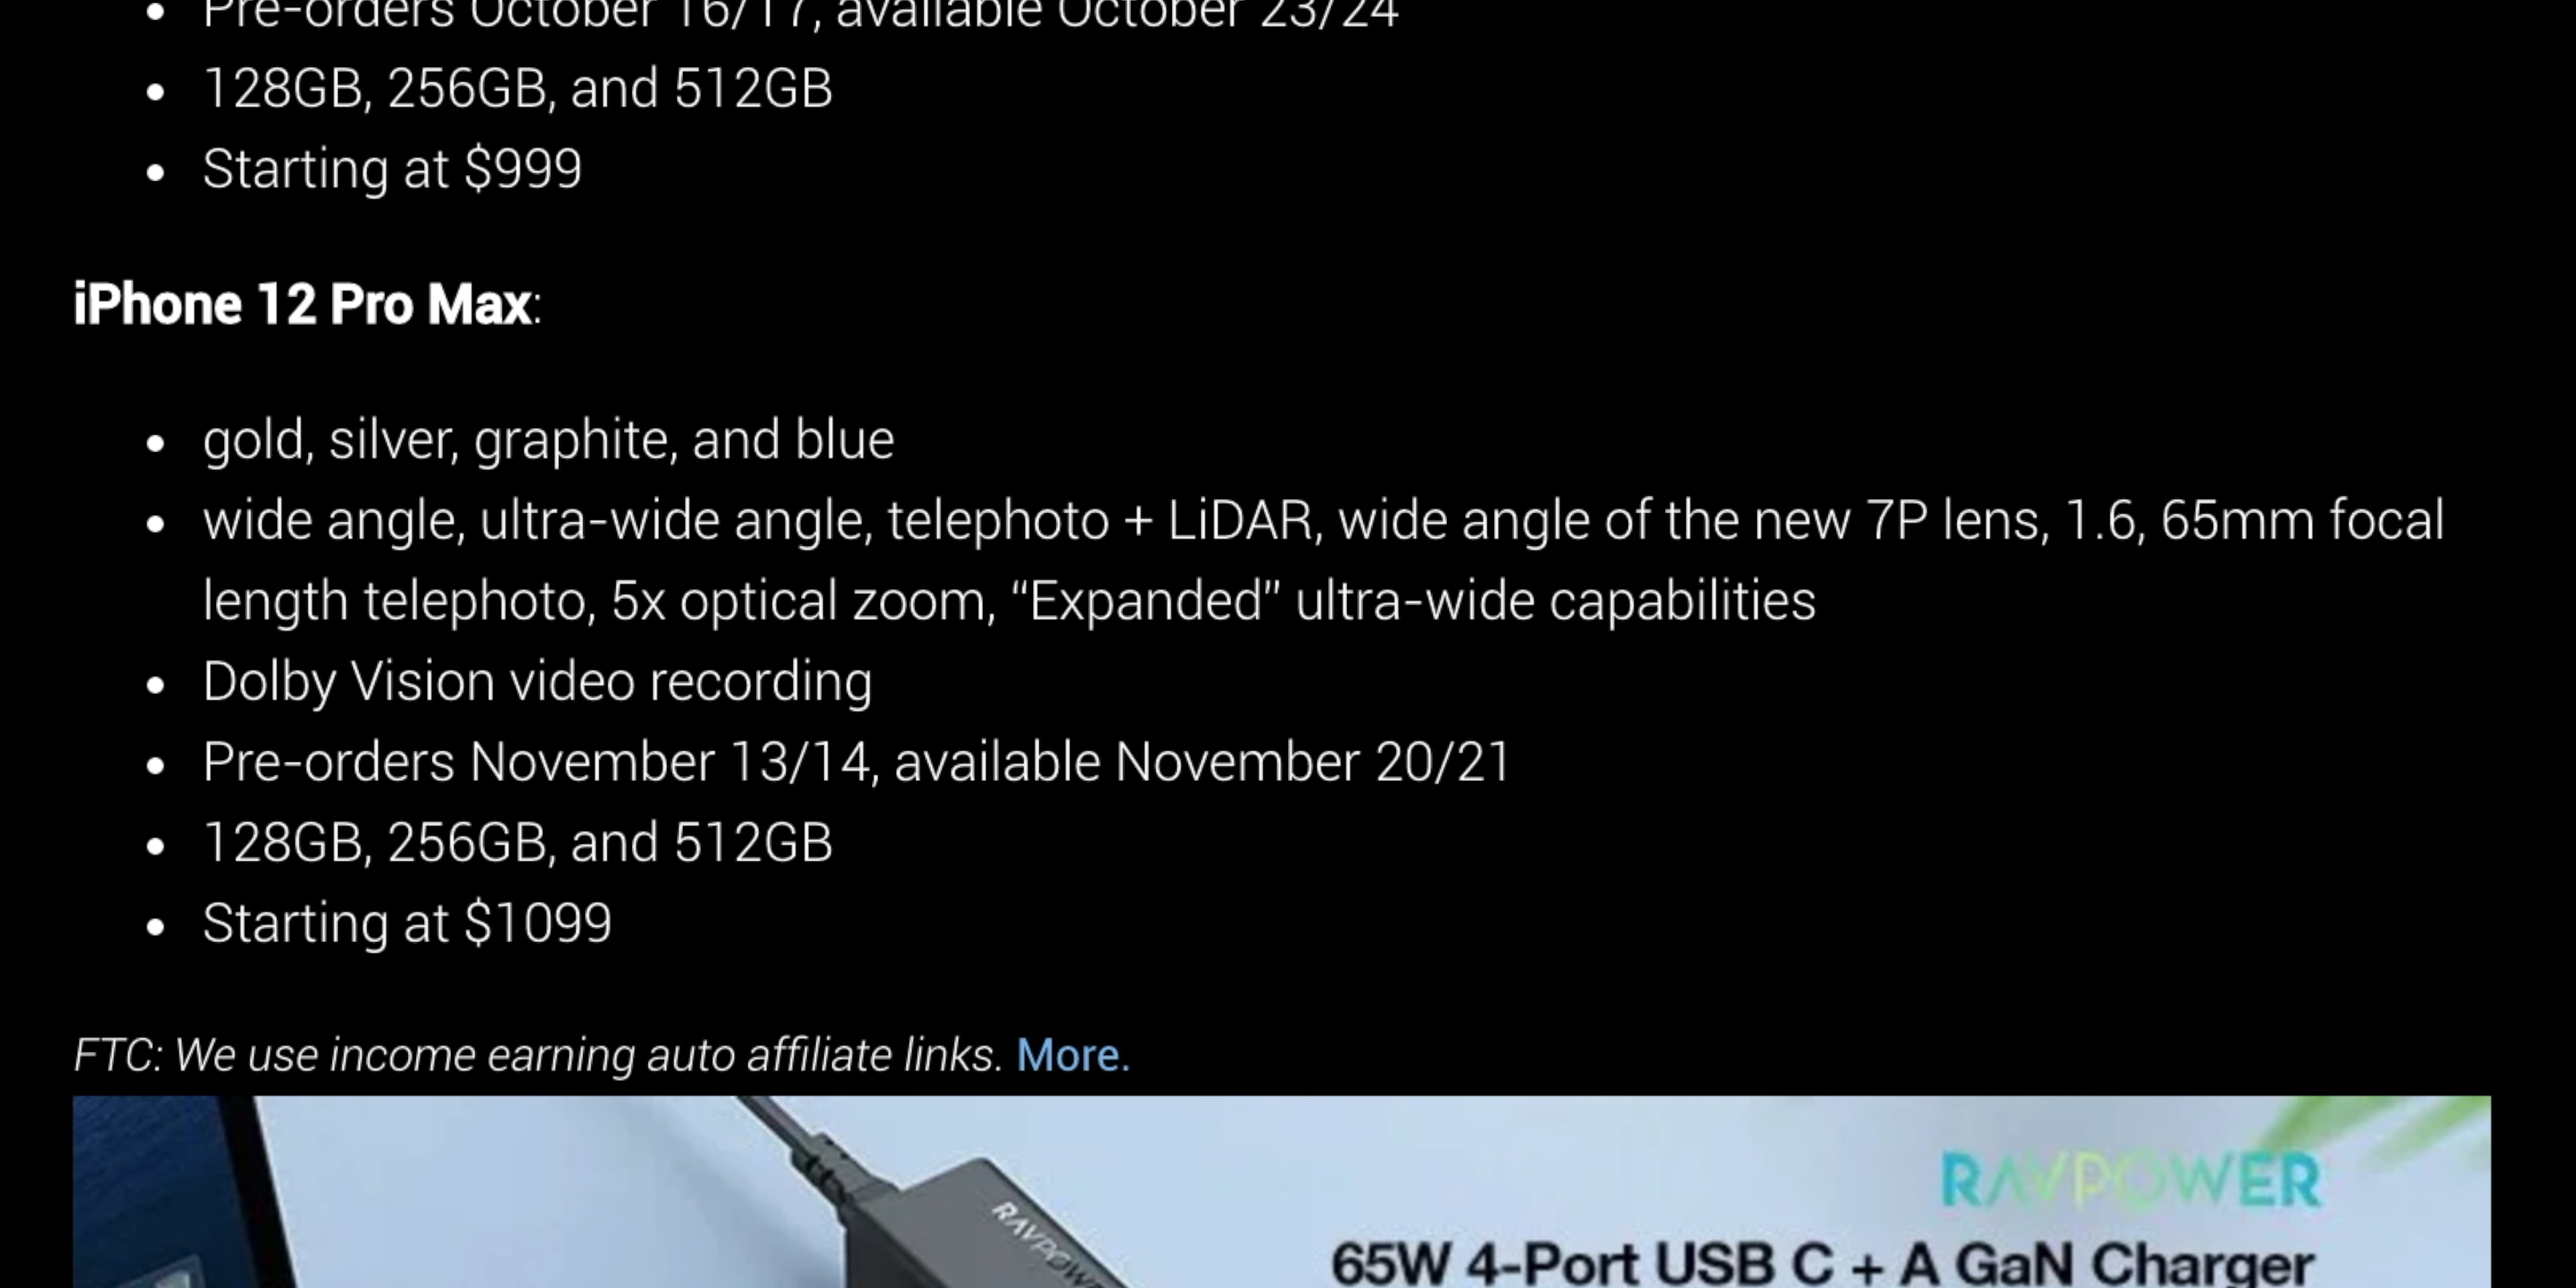 Pre-orders October 16/17, available October 23/24
128GB, 256GB, and 512GB
Starting at $999
iPhone 12 Pro Max:
gold, silver, graphite, and blue
wide angle, ultra-wide angle, telephoto + LiDAR, wide angle of the new 7P lens, 1.6, 65mm focal
length telephoto, 5x optical zoom, “Expanded” ultra-wide capabilities
Dolby Vision video recording
Pre-orders November 13/14, available November 20/21
128GB, 256GB, and 512GB
Starting at $1099
FTC: We use income earning auto affiliate links. More.
RAVPOWER
RAVPOWER
65W 4-Port USB C + A GaN Charger